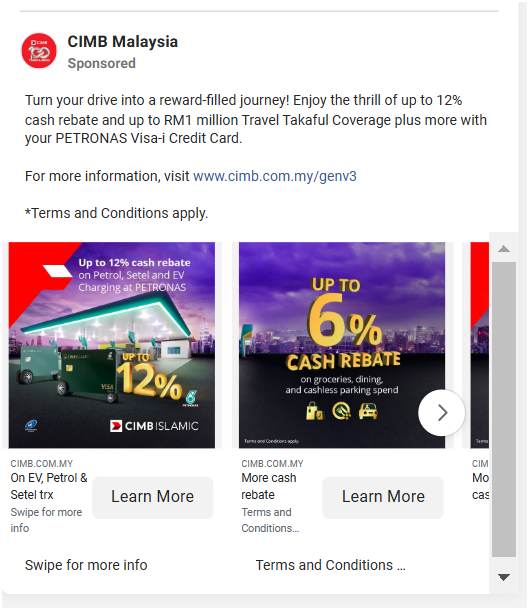 CIMB Malaysia
Sponsored
Turn your drive into a reward-filled journey! Enjoy the thrill of up to 12%
cash rebate and up to RM1 million Travel Takaful Coverage plus more with
your PETRONAS Visa-i Credit Card.
For more information, visit www.cimb.com.my/genv3
*Terms and Conditions apply.
Up to 12% cash rebate
on Petrol, Setel and EV
Charging at PETRONAS
CIMB ISLAMIC
VISA
UP TO
12%
PETRONAS
CIMB ISLAMIC
UP TO
6%
CASH REBATE
on groceries, dining,
and cashless parking spend
Terms and Conditions apply.
CIMB.COM.MY
On EV, Petrol &
Setel trx
Swipe for more
info
Learn More
CIMB.COM.MY
More cash
rebate
Terms and
Conditions...
Learn More
CIM
Mo
cas
Swipe for more info
Terms and Conditions ...